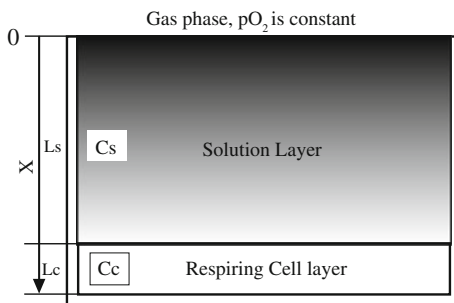 Gas phase, pO2 is constant
0
Ls
Cs
Solution Layer
X
Lc
Cc
Respiring Cell layer